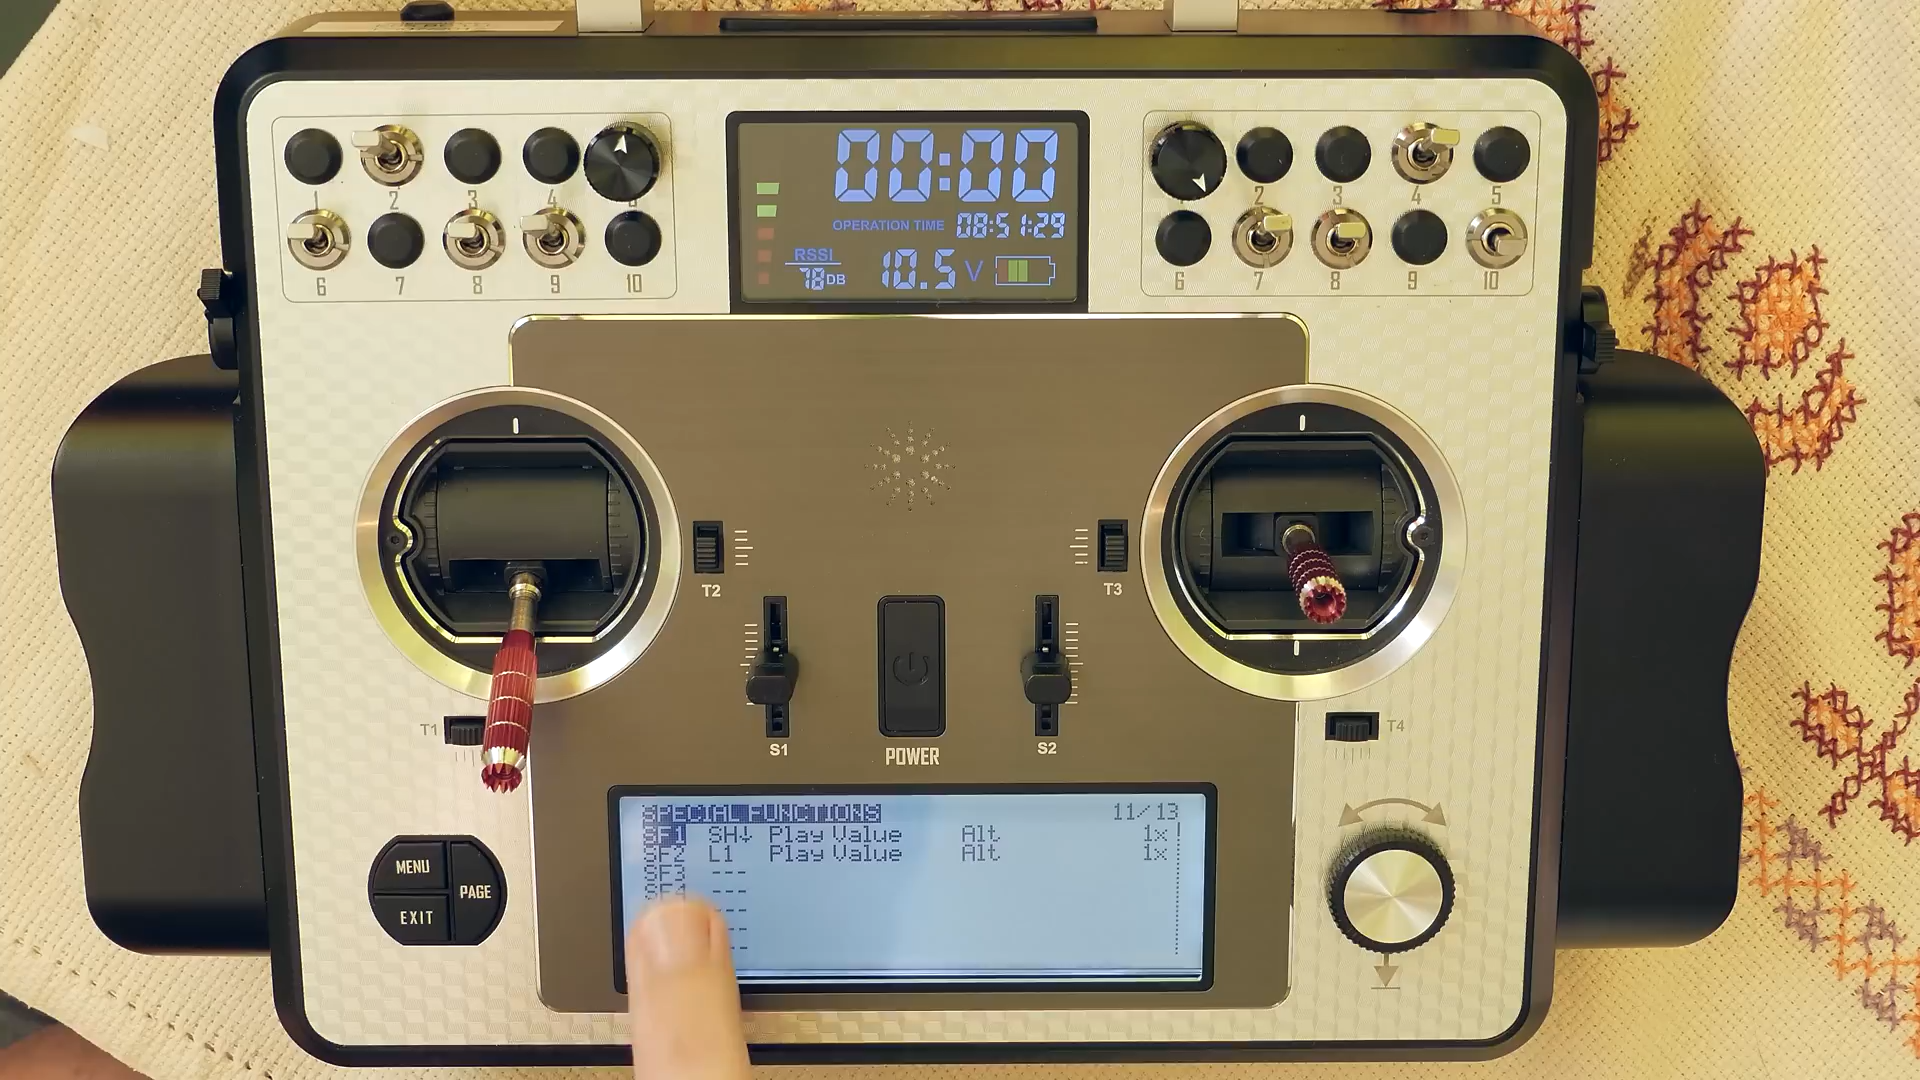 00:00
OPERATION TIME 08:51:29
RSSI
78DB 10.5 V
1 2 3 4
6 7 8 9 10
2 3 4 5
6 7 8 9 10
T2
T3
S1
S2
POWER
T1
T4
MENU
PAGE
EXIT
SPECIAL FUNCTIONS 11/13
SF1 SH↓ Play Value Alt 1x
SF2 L1 Play Value Alt 1x
SF3 ---
SF4 ---
---
---
---